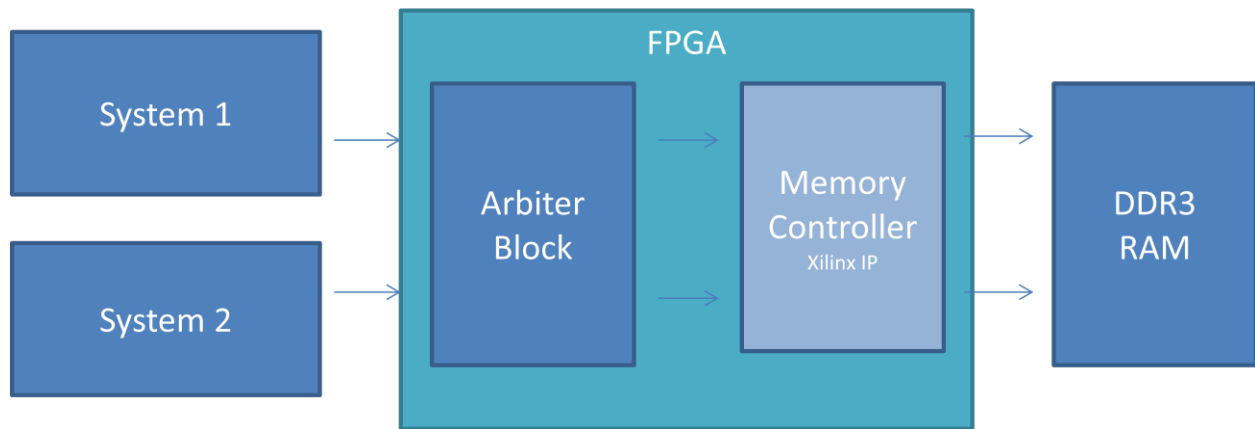 System 1
System 2
FPGA
Arbiter
Block
Memory
Controller
Xilinx IP
DDR3
RAM